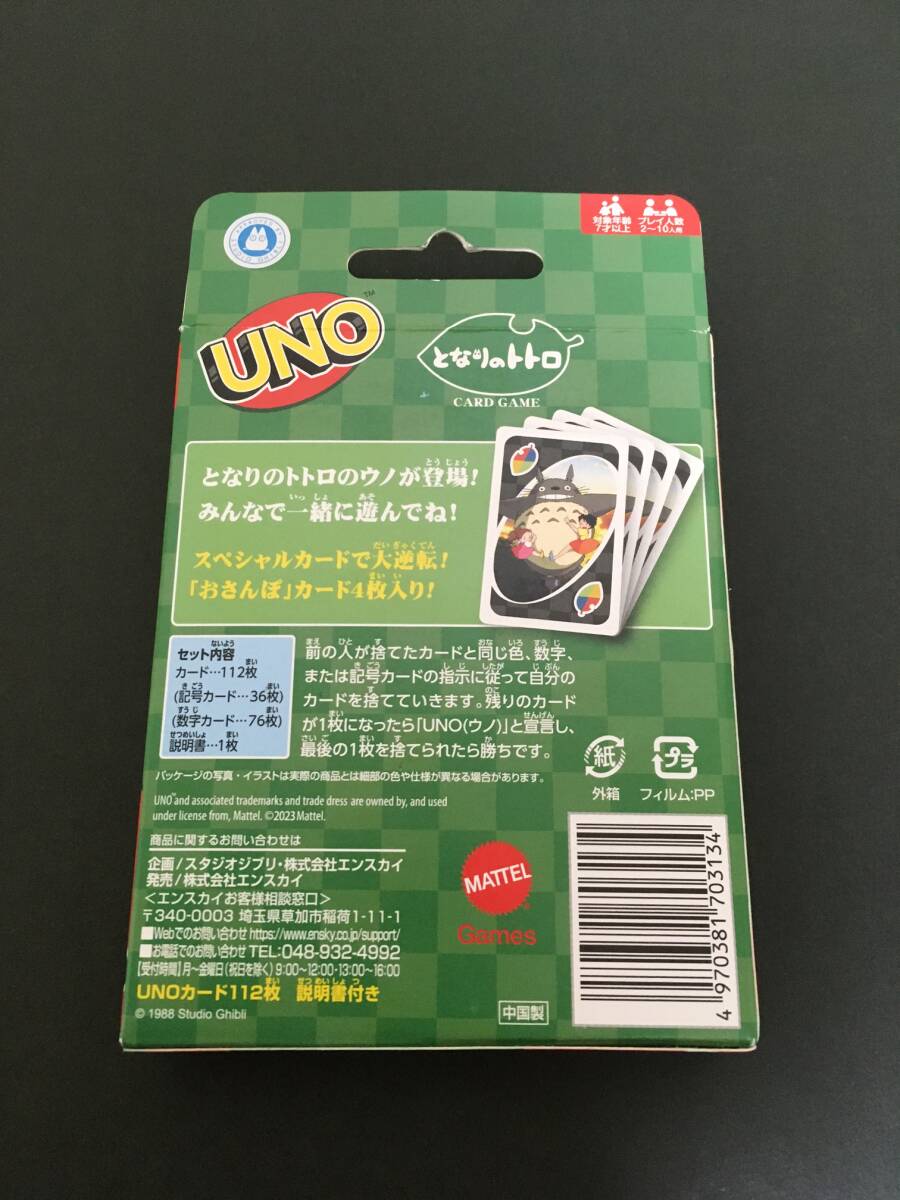 対象年齢
7才以上
プレイ人数
2〜10人用
UNO™
となりのトトロ
CARD GAME
となりのトトロのウノが登場!
みんなで一緒に遊んでね!
スペシャルカードで大逆転!
「おさんぽ」カード4枚入り!
セット内容
カード…112枚
(記号カード…36枚)
(数字カード…76枚)
説明書…1枚
前の人が捨てたカードと同じ色、数字、
または記号カードの指示に従って自分の
カードを捨てていきます。残りのカード
が1枚になったら「UNO(ウノ)」と宣言し、
最後の1枚を捨てられたら勝ちです。
パッケージの写真・イラストは実際の商品とは細部の色や仕様が異なる場合があります。
紙
外箱
プラ
フィルム:PP
UNO™and associated trademarks and trade dress are owned by, and used
under license from, Mattel. ©2023 Mattel.
商品に関するお問い合わせは
企画/スタジオジブリ・株式会社エンスカイ
発売/株式会社エンスカイ
<エンスカイお客様相談窓口>
〒340-0003 埼玉県草加市稲荷1-11-1
■Webでのお問い合わせ https://www.ensky.co.jp/support/
■お電話でのお問い合わせ TEL:048-932-4992
【受付時間】月〜金曜日(祝日を除く) 9:00〜12:00・13:00〜16:00
UNOカード112枚 説明書付き
© 1988 Studio Ghibli
MATTEL
Games
中国製
4 970381 703134